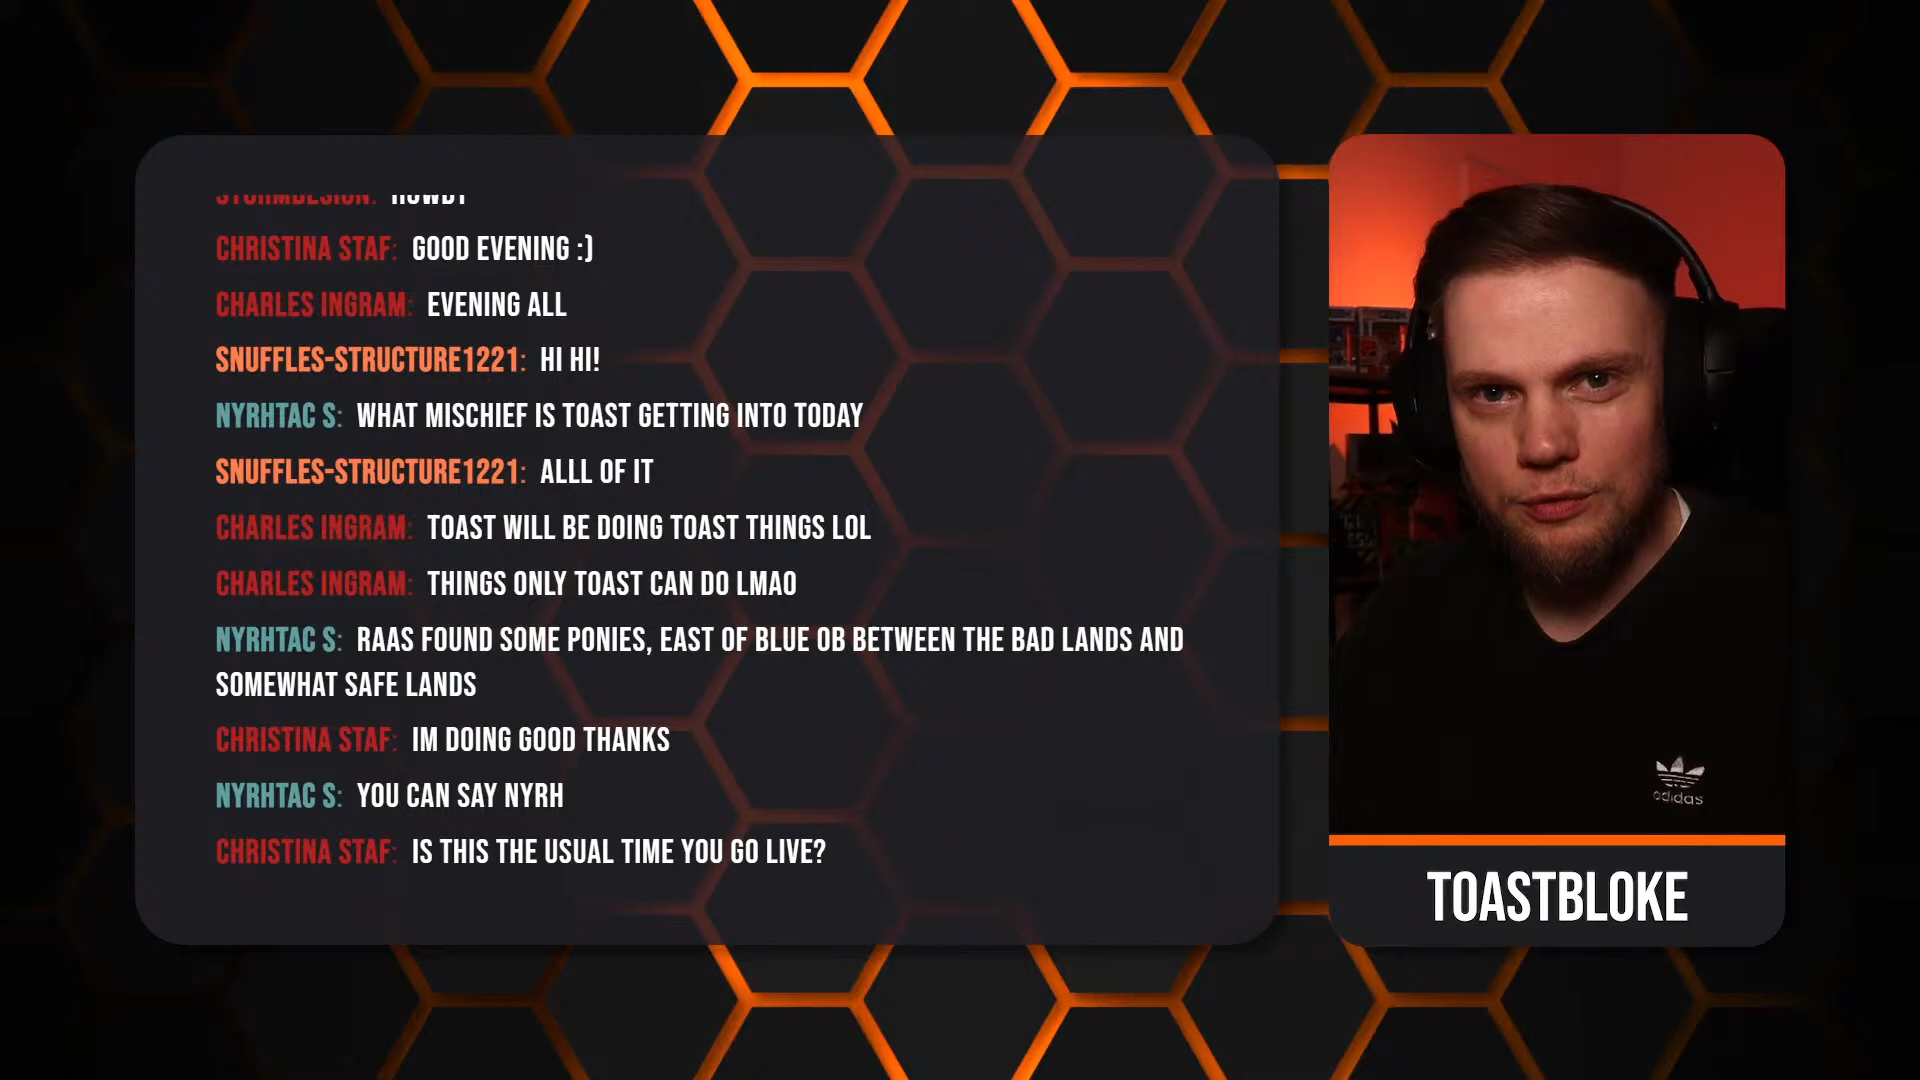 STORMDESIGN: HOWDY
CHRISTINA STAF: GOOD EVENING :)
CHARLES INGRAM: EVENING ALL
SNUFFLES-STRUCTURE1221: HI HI!
NYRHTAC S: WHAT MISCHIEF IS TOAST GETTING INTO TODAY
SNUFFLES-STRUCTURE1221: ALLL OF IT
CHARLES INGRAM: TOAST WILL BE DOING TOAST THINGS LOL
CHARLES INGRAM: THINGS ONLY TOAST CAN DO LMAO
NYRHTAC S: RAAS FOUND SOME PONIES, EAST OF BLUE OB BETWEEN THE BAD LANDS AND
SOMEWHAT SAFE LANDS
CHRISTINA STAF: IM DOING GOOD THANKS
NYRHTAC S: YOU CAN SAY NYRH
CHRISTINA STAF: IS THIS THE USUAL TIME YOU GO LIVE?
adidas
TOASTBLOKE